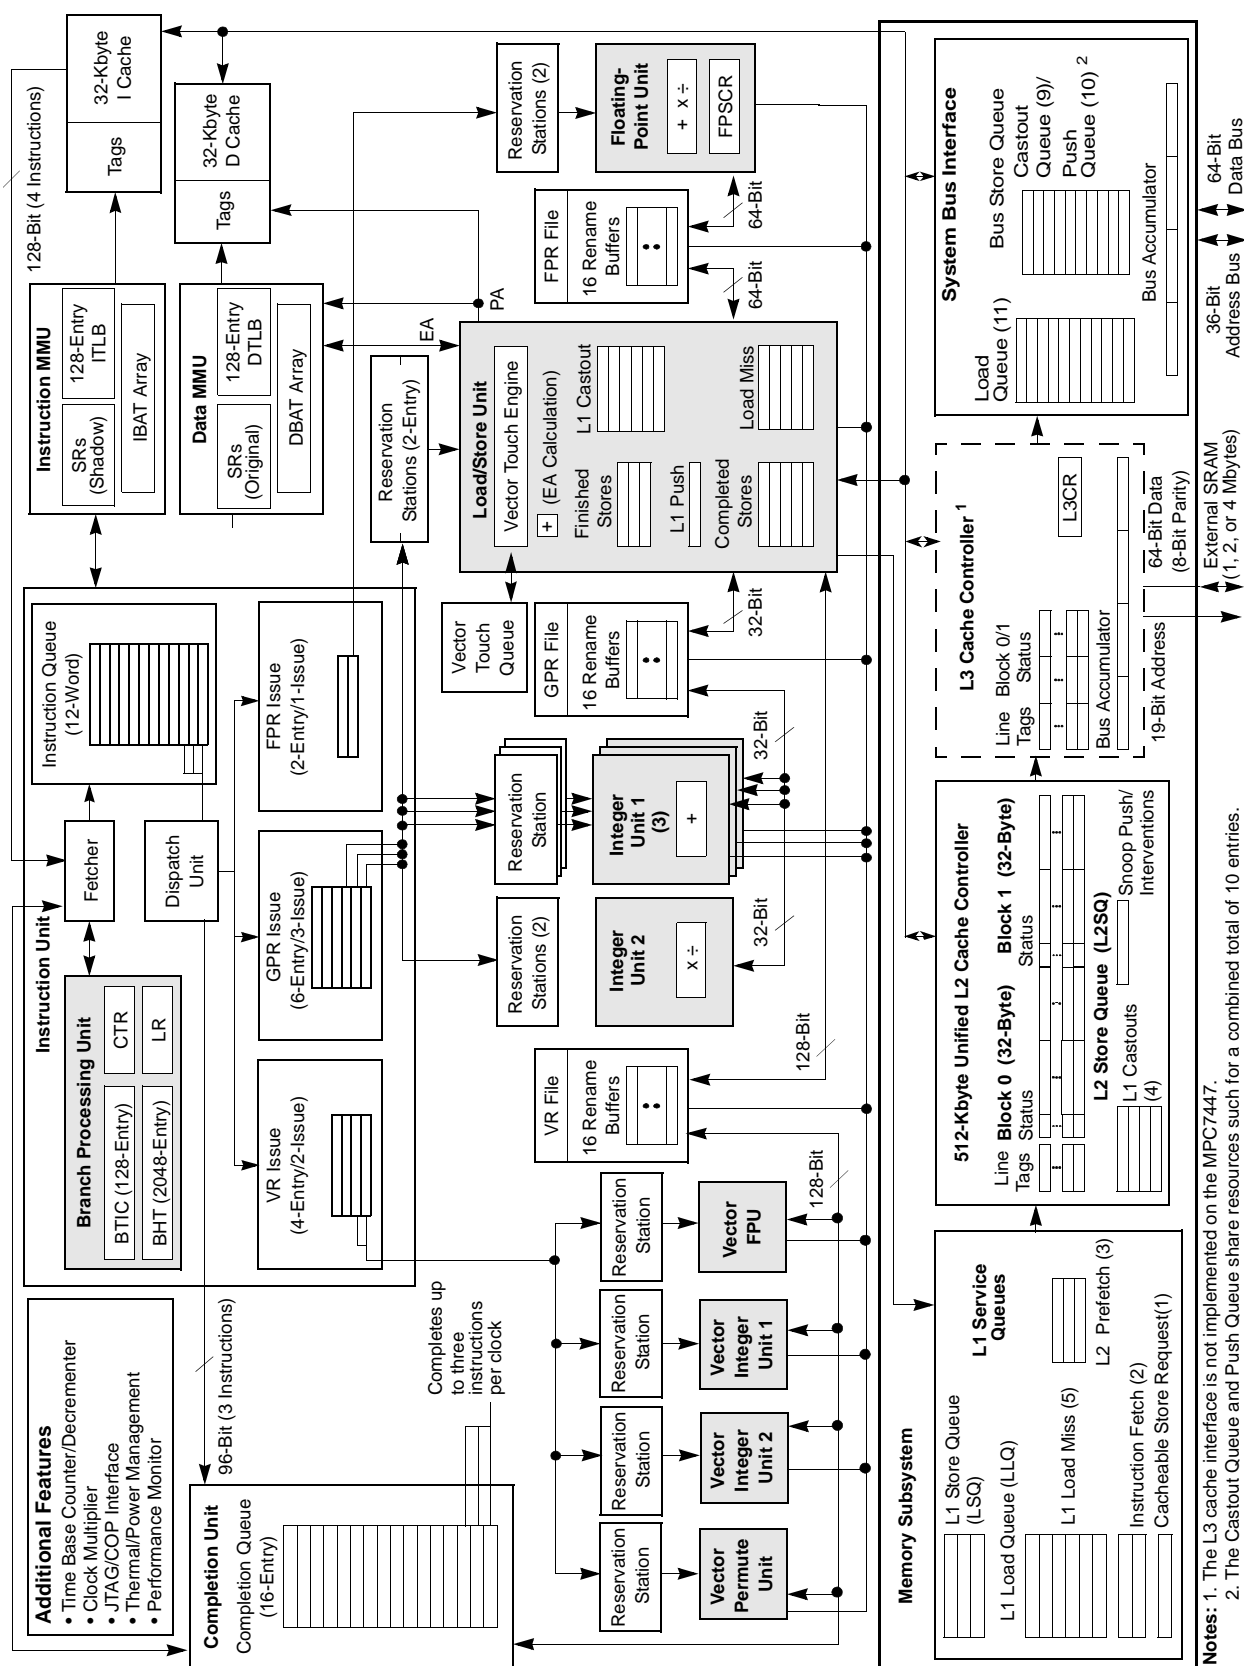 Additional Features
• Time Base Counter/Decrementer
• Clock Multiplier
• JTAG/COP Interface
• Thermal/Power Management
• Performance Monitor
Instruction Unit
Branch Processing Unit
BTIC (128-Entry)
CTR
BHT (2048-Entry)
LR
Fetcher
Dispatch
Unit
Instruction Queue
(12-Word)
VR Issue
(4-Entry/2-Issue)
GPR Issue
(6-Entry/3-Issue)
FPR Issue
(2-Entry/1-Issue)
96-Bit (3 Instructions)
128-Bit (4 Instructions)
Instruction MMU
SRs
(Shadow)
128-Entry
ITLB
IBAT Array
Data MMU
SRs
(Original)
128-Entry
DTLB
DBAT Array
Tags
32-Kbyte
I Cache
Tags
32-Kbyte
D Cache
EA
PA
Completion Unit
Completion Queue
(16-Entry)
Completes up
to three
instructions
per clock
Reservation
Stations (2-Entry)
Reservation
Stations (2)
Reservation
Station
Reservation
Stations (2)
Reservation
Station
Reservation
Station
Reservation
Station
Reservation
Station
Vector
Permute
Unit
Vector
Integer
Unit 2
Vector
Integer
Unit 1
Vector
FPU
VR File
16 Rename
Buffers
128-Bit
128-Bit
Integer
Unit 2
x ÷
Integer
Unit 1
(3)
+
32-Bit
32-Bit
GPR File
16 Rename
Buffers
32-Bit
Vector
Touch
Queue
Load/Store Unit
Vector Touch Engine
+ (EA Calculation)
Finished
Stores
L1 Castout
L1 Push
Completed
Stores
Load Miss
FPR File
16 Rename
Buffers
64-Bit
64-Bit
Floating-
Point Unit
+ x ÷
FPSCR
Memory Subsystem
L1 Store Queue
(LSQ)
L1 Load Queue (LLQ)
L1 Load Miss (5)
Instruction Fetch (2)
Cacheable Store Request(1)
L1 Service
Queues
L2 Prefetch (3)
512-Kbyte Unified L2 Cache Controller
Line
Tags
Block 0 (32-Byte)
Status
Block 1 (32-Byte)
Status
L2 Store Queue (L2SQ)
L1 Castouts
(4)
Snoop Push/
Interventions
L3 Cache Controller 1
Line
Tags
Block 0/1
Status
L3CR
Bus Accumulator
19-Bit Address
64-Bit Data
(8-Bit Parity)
External SRAM
(1, 2, or 4 Mbytes)
System Bus Interface
Load
Queue (11)
Bus Store Queue
Castout
Queue (9)/
Push
Queue (10) 2
Bus Accumulator
36-Bit
Address Bus
64-Bit
Data Bus
Notes: 1. The L3 cache interface is not implemented on the MPC7447.
2. The Castout Queue and Push Queue share resources such for a combined total of 10 entries.